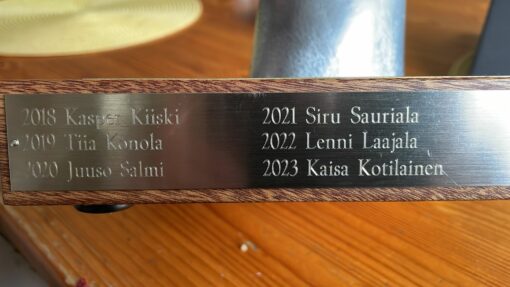 2018 Kasper Kiiski
2019 Tiia Konola
2020 Juuso Salmi
2021 Siru Sauriala
2022 Lenni Laajala
2023 Kaisa Kotilainen